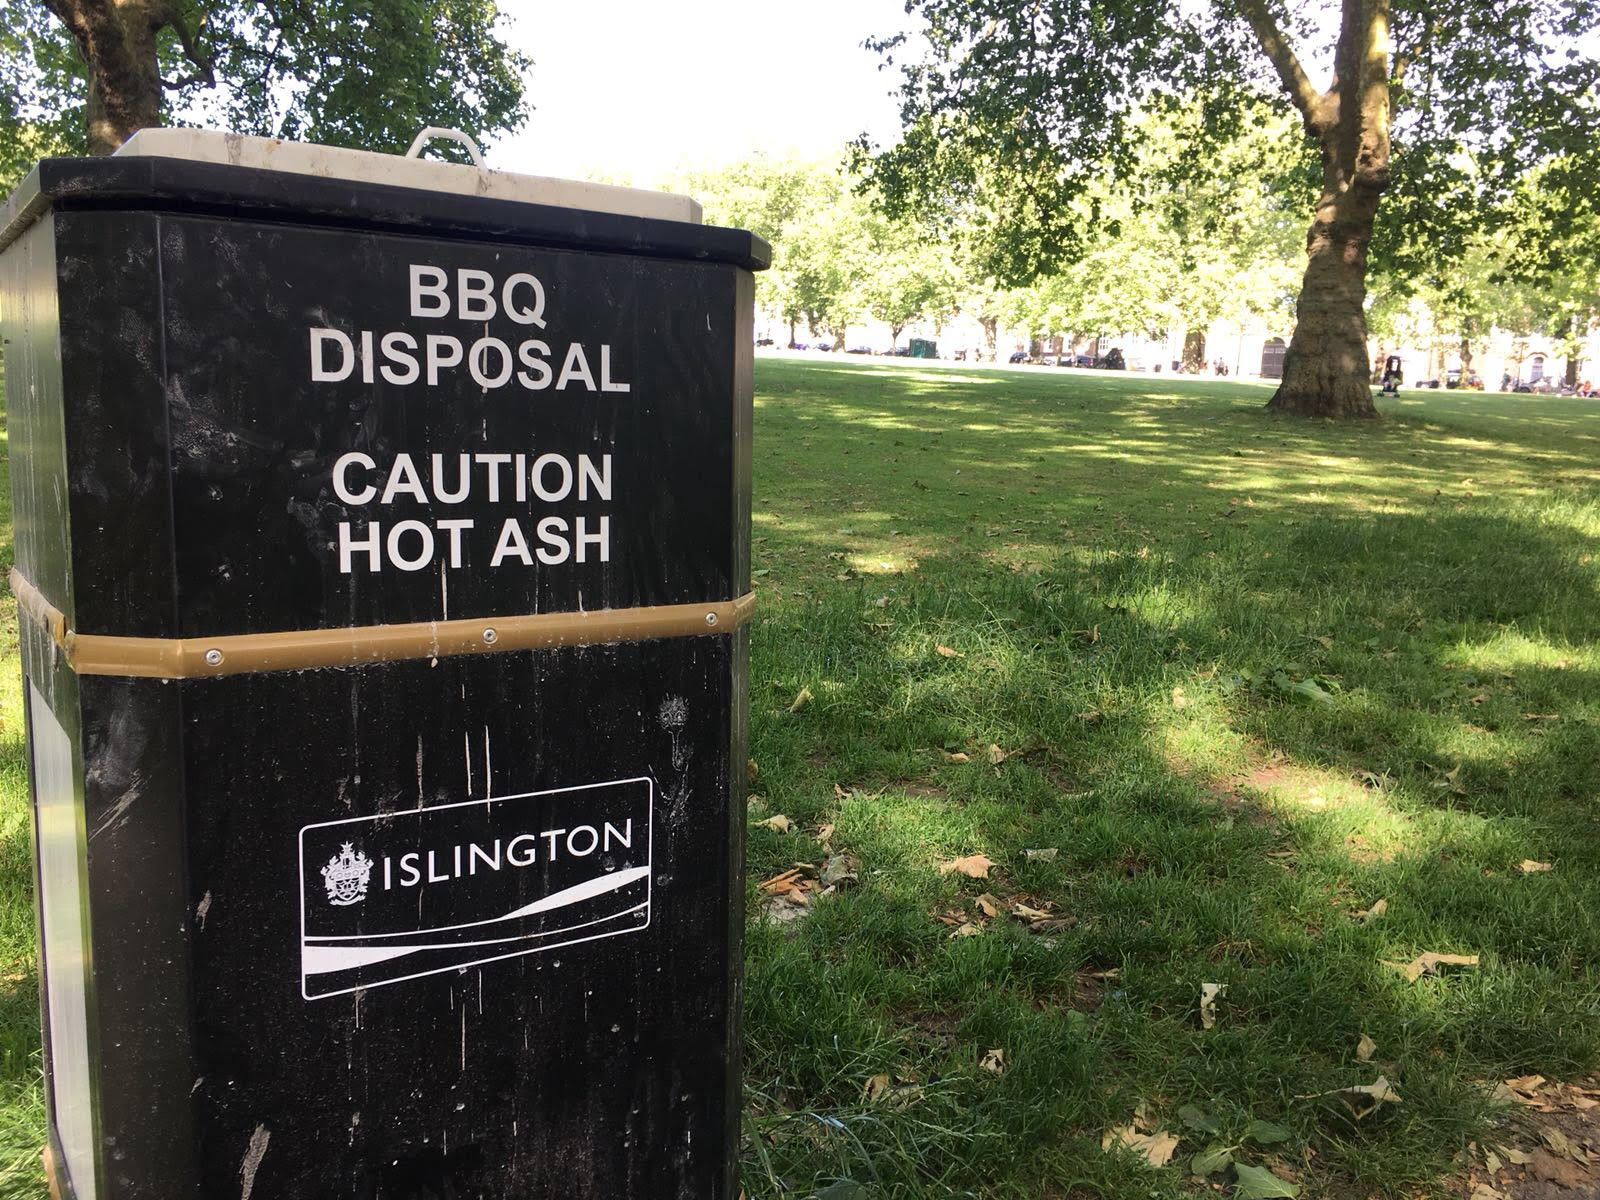 BBQ
DISPOSAL
CAUTION
HOT ASH
ISLINGTON